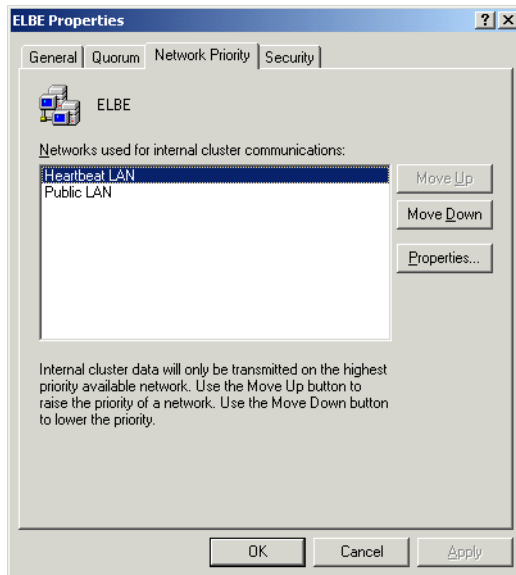 ELBE Properties
General Quorum Network Priority Security
ELBE
Networks used for internal cluster communications:
Heartbeat LAN
Public LAN
Move Up
Move Down
Properties...
Internal cluster data will only be transmitted on the highest
priority available network. Use the Move Up button to
raise the priority of a network. Use the Move Down button
to lower the priority.
OK Cancel Apply